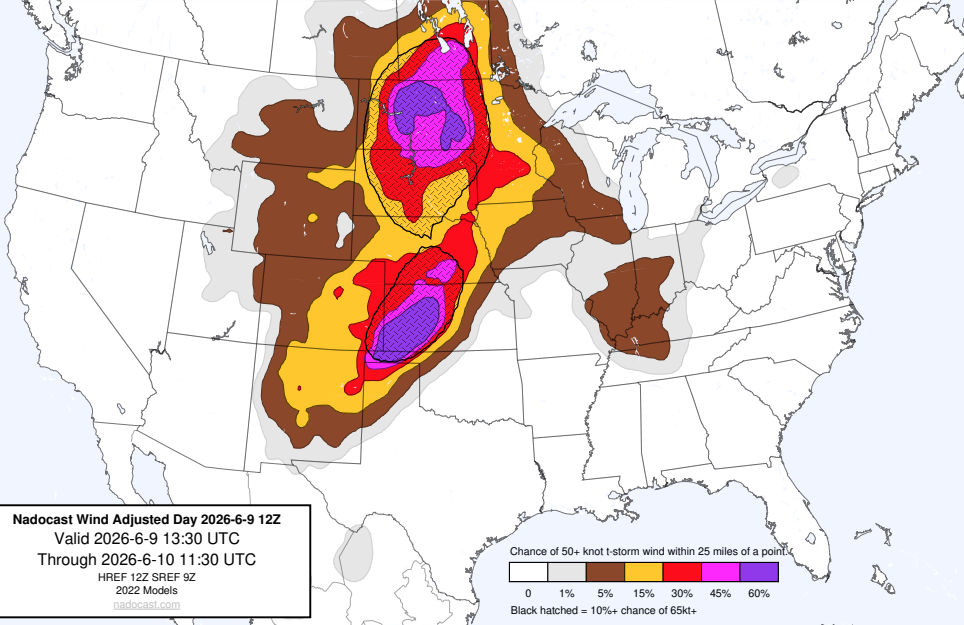 Nadocast Wind Adjusted Day 2026-6-9 12Z
Valid 2026-6-9 13:30 UTC
Through 2026-6-10 11:30 UTC
HREF 12Z SREF 9Z
2022 Models
nadocast.com
Chance of 50+ knot t-storm wind within 25 miles of a point.
0 1% 5% 15% 30% 45% 60%
Black hatched = 10%+ chance of 65kt+